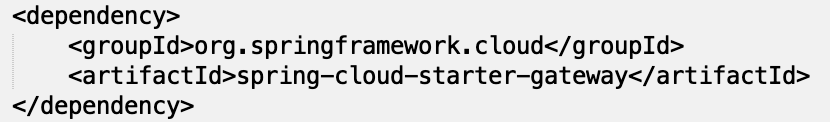 <dependency>
    <groupId>org.springframework.cloud</groupId>
    <artifactId>spring-cloud-starter-gateway</artifactId>
</dependency>